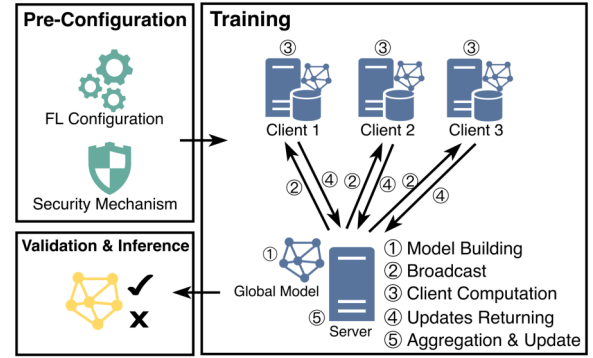 Pre-Configuration
FL Configuration
Security Mechanism
Validation & Inference
Training
③ ③ ③
Client 1 Client 2 Client 3
② ④ ② ④ ② ④
①
Global Model
⑤
Server
① Model Building
② Broadcast
③ Client Computation
④ Updates Returning
⑤ Aggregation & Update